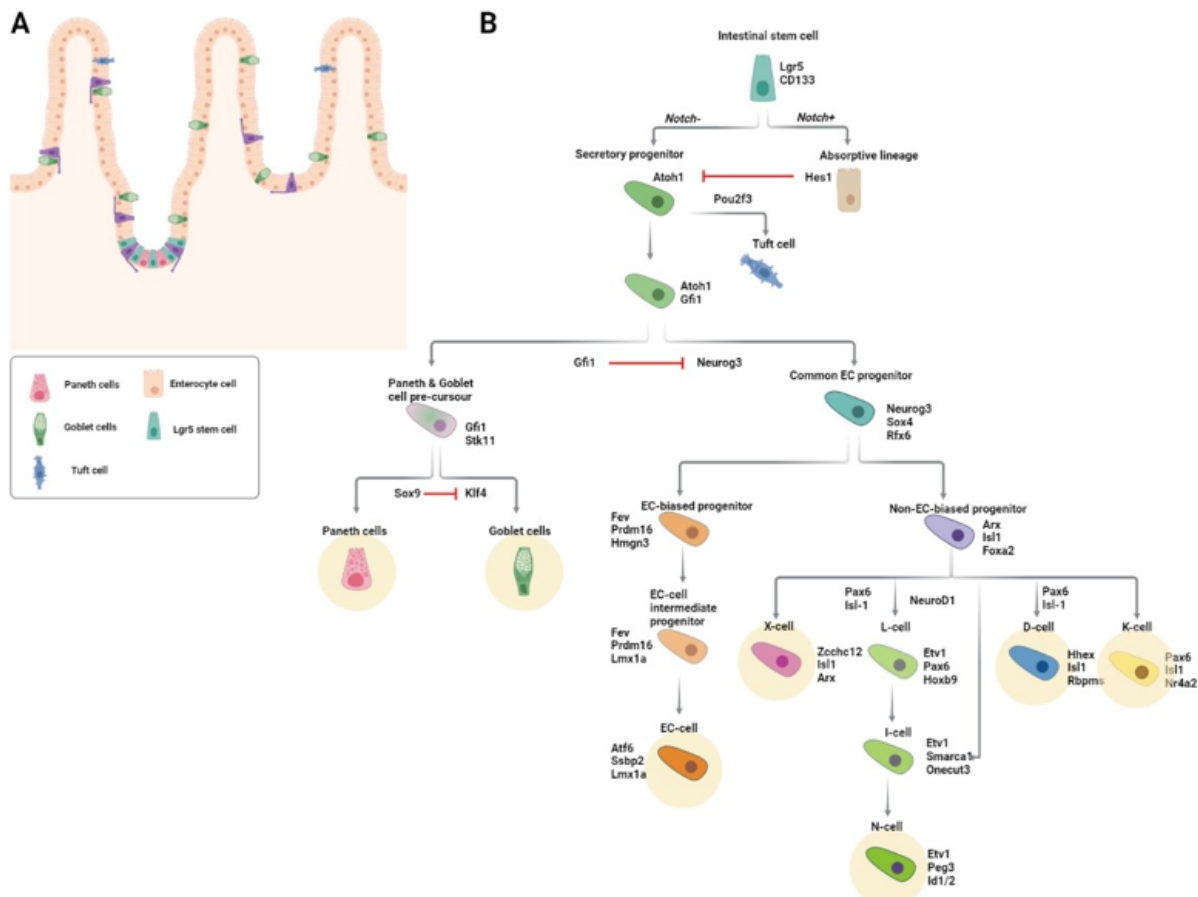 A
B
Intestinal stem cell
Lgr5
CD133
Notch-
Notch+
Secretory progenitor
Absorptive lineage
Atoh1
Hes1
Pou2f3
Tuft cell
Atoh1
Gfi1
Gfi1
Neurog3
Paneth & Goblet
cell pre-cursour
Gfi1
Stk11
Common EC progenitor
Neurog3
Sox4
Rfx6
Sox9
Klf4
Paneth cells
Goblet cells
EC-biased progenitor
Fev
Prdm16
Hmgn3
Non-EC-biased progenitor
Arx
Isl1
Foxa2
EC-cell
intermediate
progenitor
Fev
Prdm16
Lmx1a
EC-cell
Atf6
Ssbp2
Lmx1a
Pax6
Isl-1
NeuroD1
Pax6
Isl-1
X-cell
Zcchc12
Isl1
Arx
L-cell
Etv1
Pax6
Hoxb9
D-cell
Hhex
Isl1
Rbpms
K-cell
Pax6
Isl1
Nr4a2
I-cell
Etv1
Smarca1
Onecut3
N-cell
Etv1
Peg3
Id1/2
Paneth cells
Enterocyte cell
Goblet cells
Lgr5 stem cell
Tuft cell